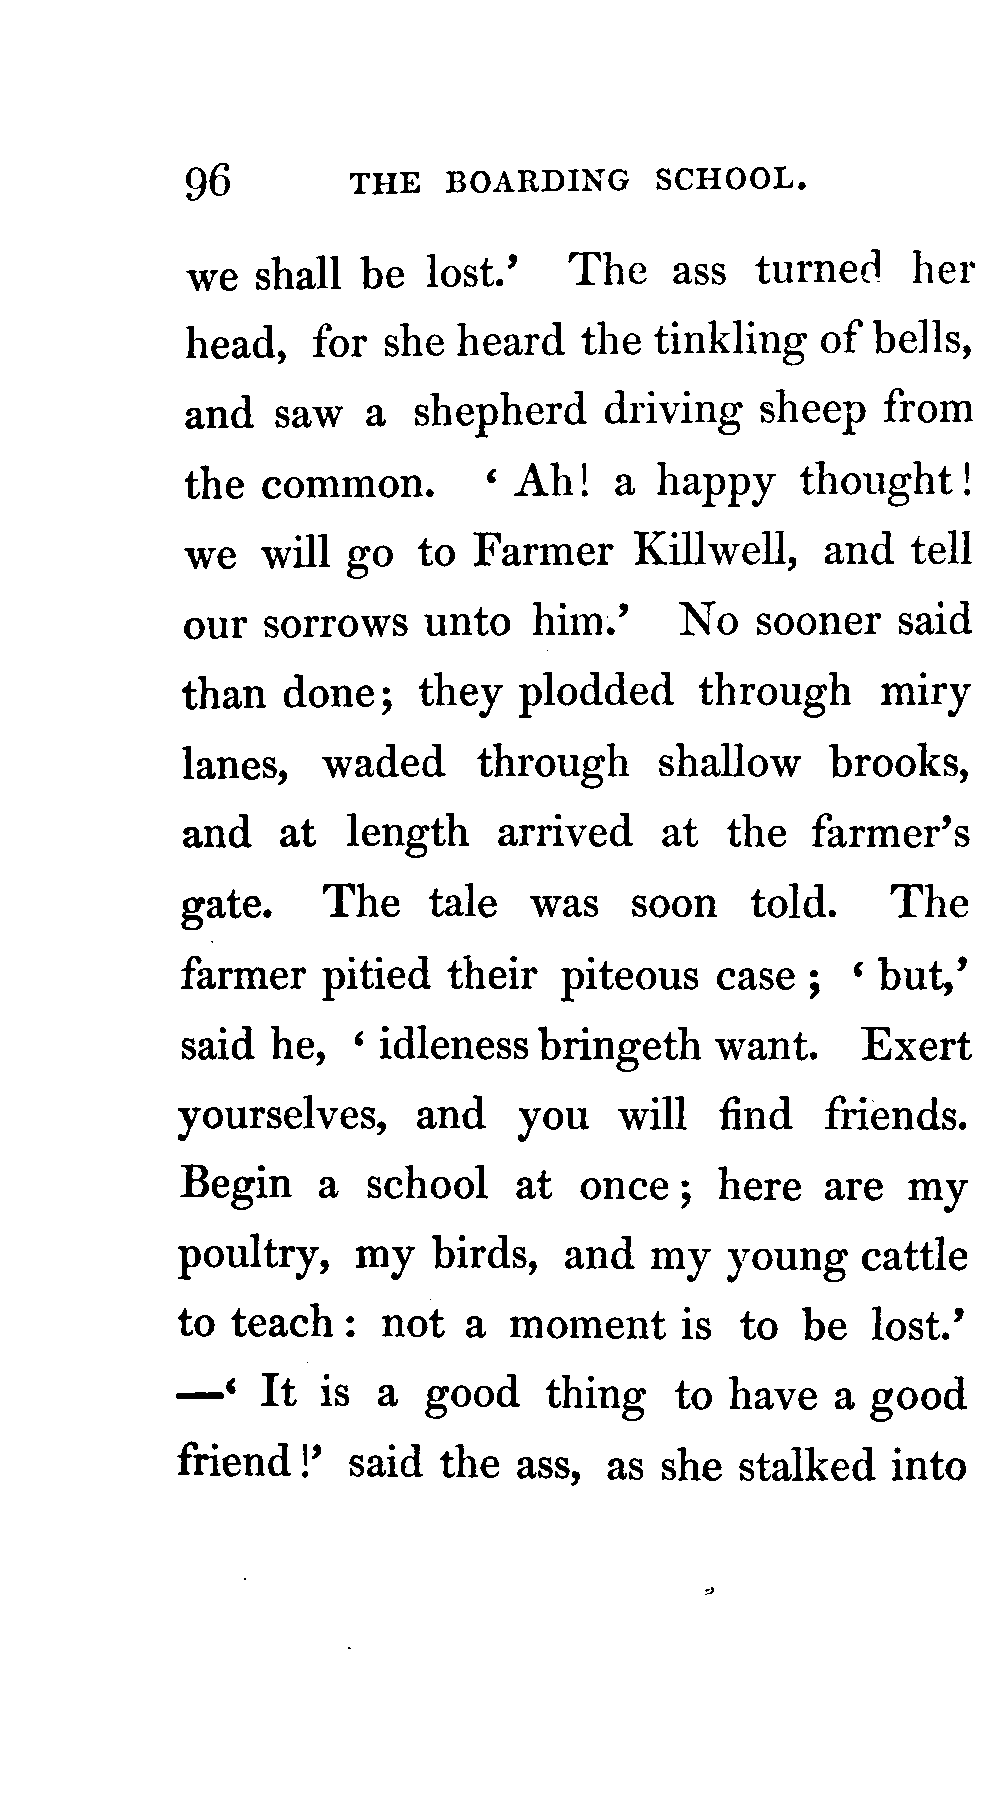 96 THE BOARDING SCHOOL.
we shall be lost.’ The ass turned her
head, for she heard the tinkling of bells,
and saw a shepherd driving sheep from
the common. ‘ Ah! a happy thought!
we will go to Farmer Killwell, and tell
our sorrows unto him.’ No sooner said
than done; they plodded through miry
lanes, waded through shallow brooks,
and at length arrived at the farmer’s
gate. The tale was soon told. The
farmer pitied their piteous case ; ‘ but,’
said he, ‘ idleness bringeth want. Exert
yourselves, and you will find friends.
Begin a school at once ; here are my
poultry, my birds, and my young cattle
to teach : not a moment is to be lost.’
—‘ It is a good thing to have a good
friend !’ said the ass, as she stalked into